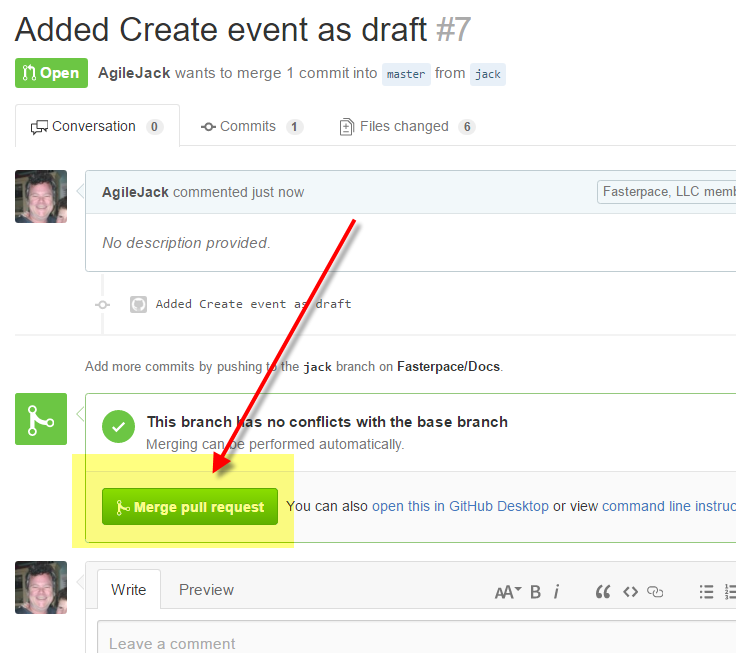 Added Create event as draft #7
Open AgileJack wants to merge 1 commit into master from jack
Conversation 0 Commits 1 Files changed 6
AgileJack commented just now Fasterpace, LLC memb
No description provided.
Added Create event as draft
Add more commits by pushing to the jack branch on Fasterpace/Docs.
This branch has no conflicts with the base branch
Merging can be performed automatically.
Merge pull request You can also open this in GitHub Desktop or view command line instruc
Write Preview AA B i
Leave a comment